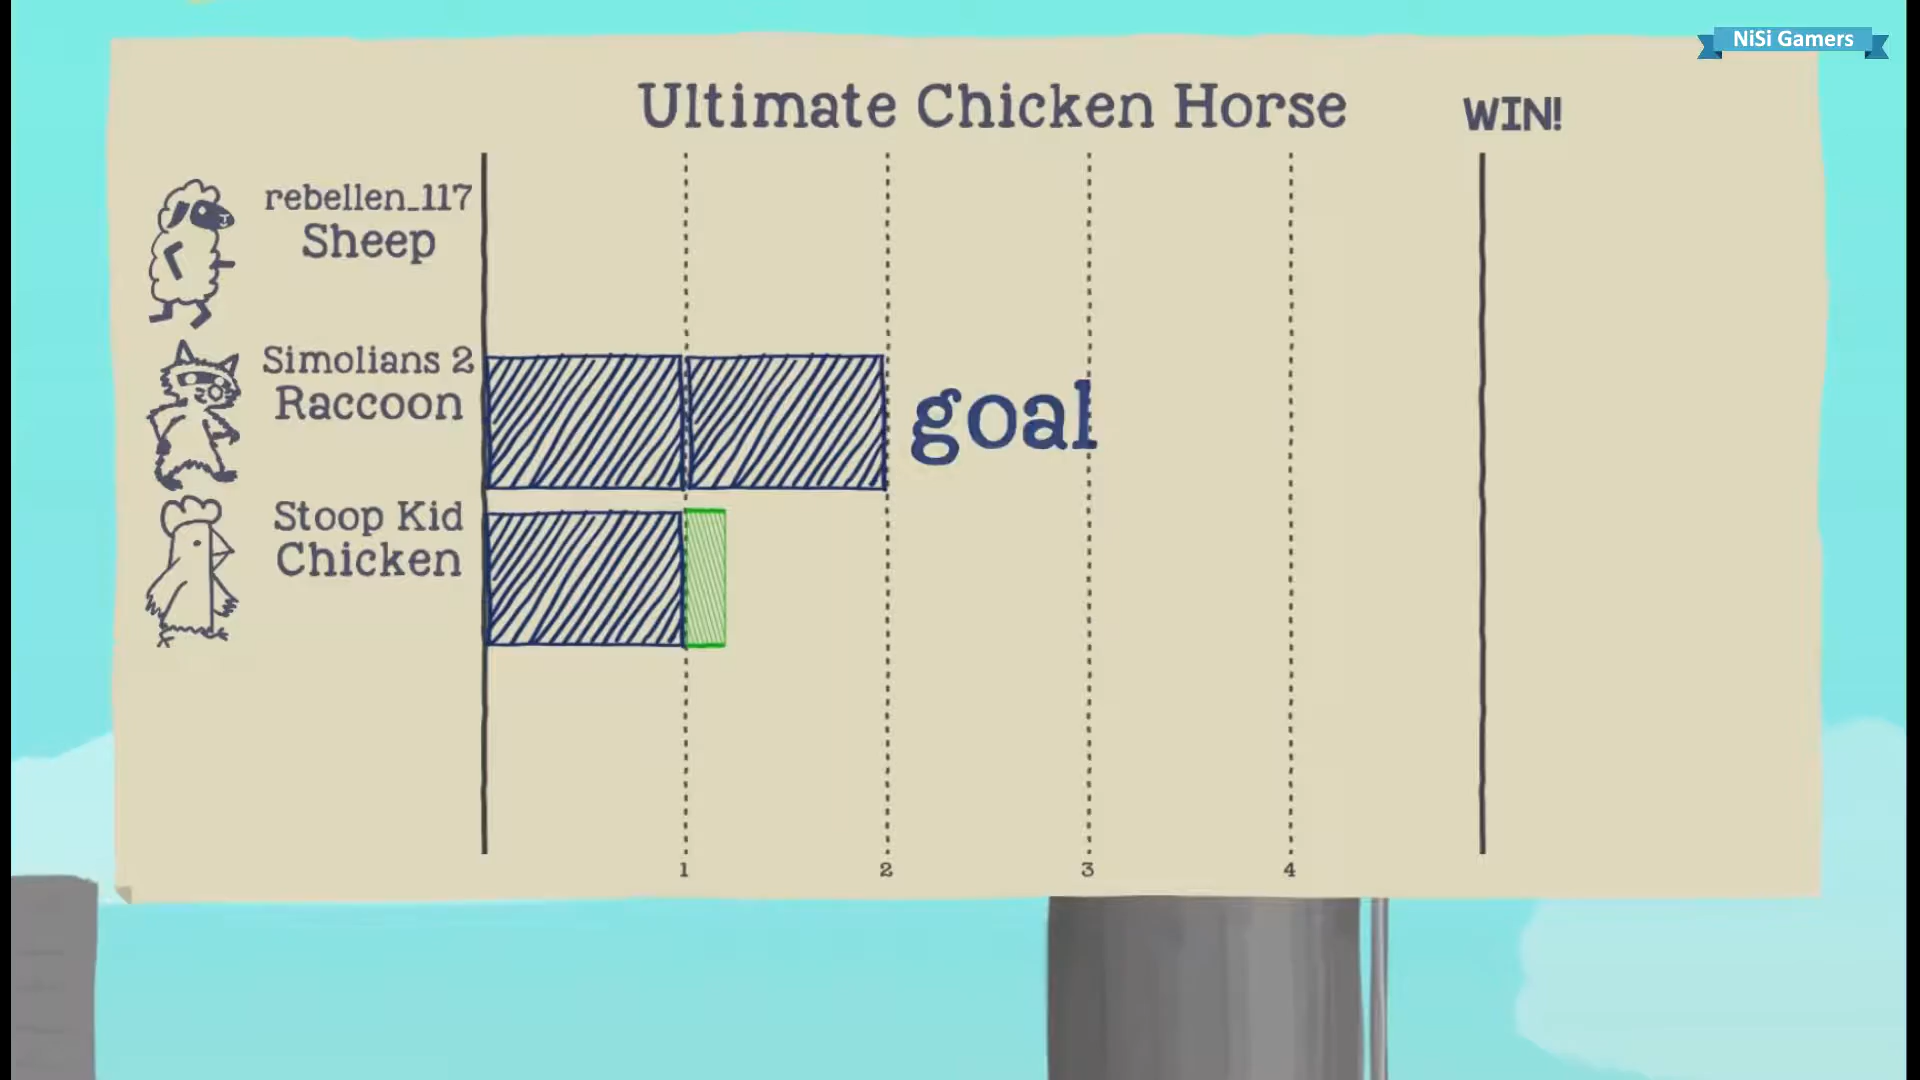 NiSi Gamers
Ultimate Chicken Horse
WIN!
rebellen_117
Sheep
Simolians 2
Raccoon
goal
Stoop Kid
Chicken
1 2 3 4